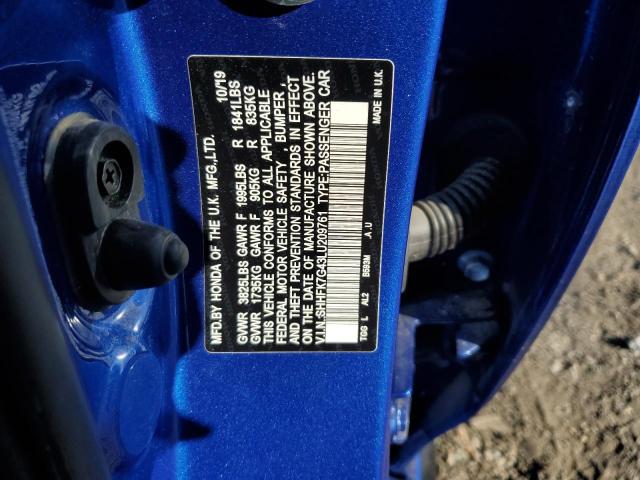 MFD.BY HONDA OF THE U.K. MFG.,LTD. 10/19
GVWR 3825LBS GAWR F 1995LBS R 1841LBS
GVWR 1735KG GAWR F 905KG R 835KG
THIS VEHICLE CONFORMS TO ALL APPLICABLE
FEDERAL MOTOR VEHICLE SAFETY, BUMPER,
AND THEFT PREVENTION STANDARDS IN EFFECT
ON THE DATE OF MANUFACTURE SHOWN ABOVE.
V.I.N.:SHHFK7G43LU209761 TYPE:PASSENGER CAR
TGG L AL2 B593M .A .U MADE IN U.K.